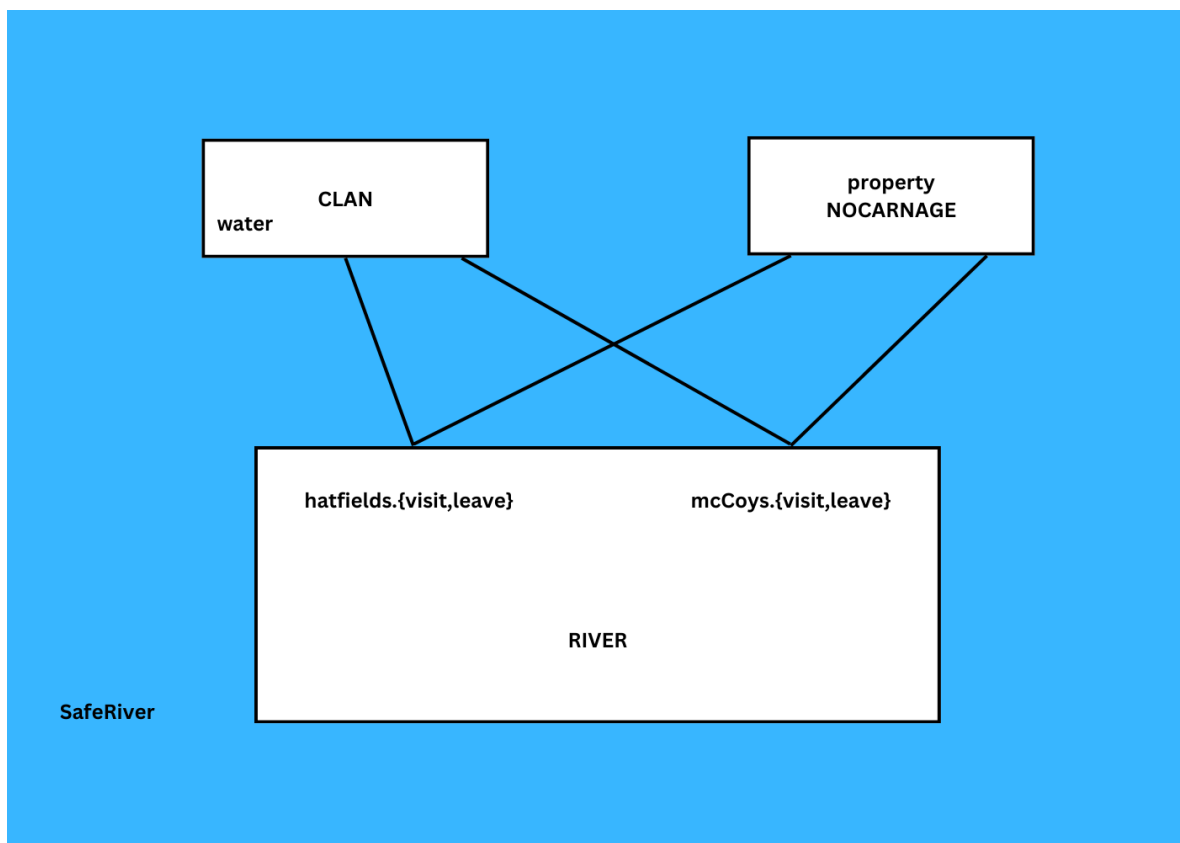 CLAN
water
property
NOCARNAGE
hatfields.{visit,leave}
mcCoys.{visit,leave}
RIVER
SafeRiver